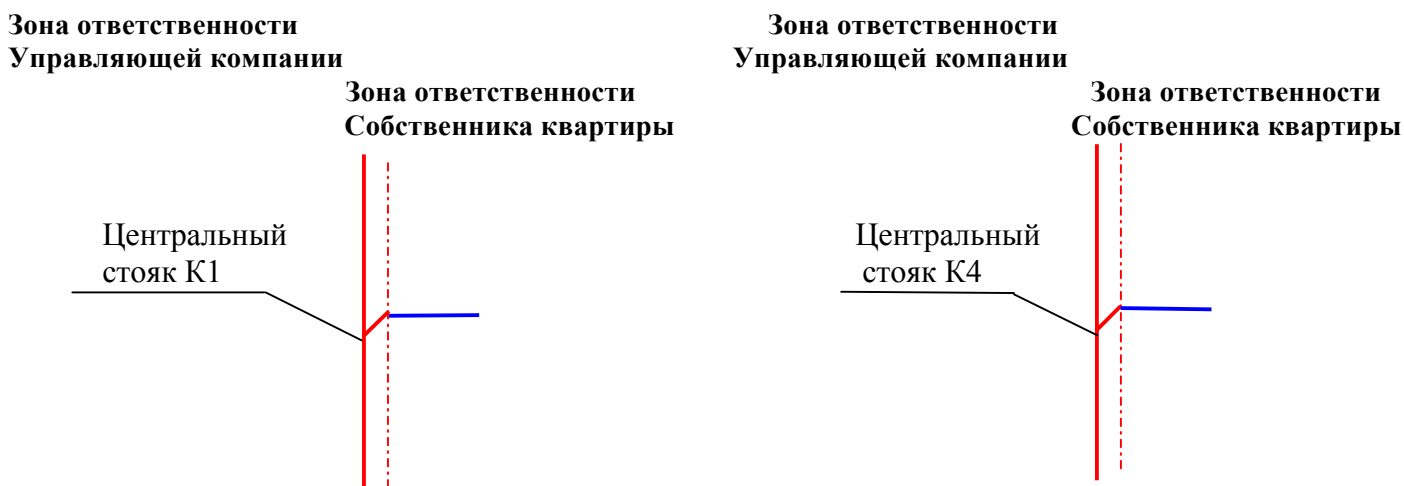 Зона ответственности
Управляющей компании
Зона ответственности
Собственника квартиры
Центральный
стояк К1
Зона ответственности
Управляющей компании
Зона ответственности
Собственника квартиры
Центральный
стояк К4